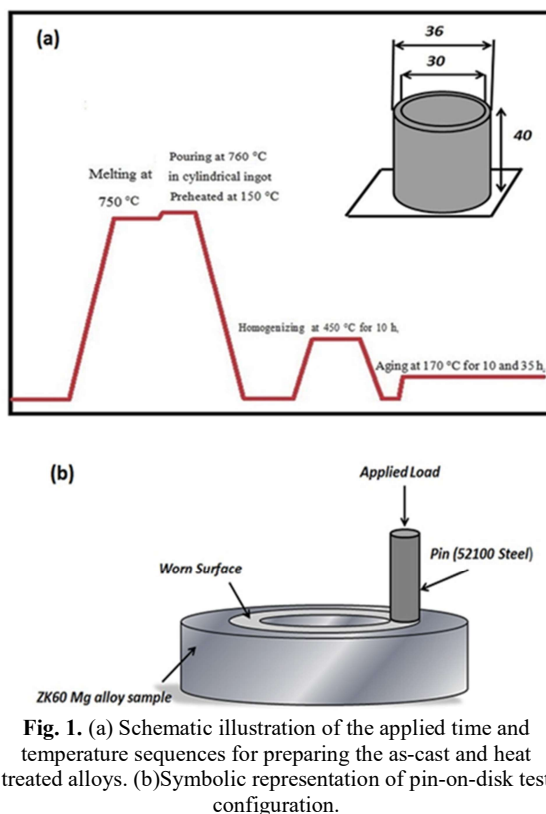 (a)
36
30
40
Melting at
750 °C
Pouring at 760 °C
in cylindrical ingot
Preheated at 150 °C
Homogenizing at 450 °C for 10 h,
Aging at 170 °C for 10 and 35 h,
(b)
Applied Load
Pin (52100 Steel)
Worn Surface
ZK60 Mg alloy sample
Fig. 1. (a) Schematic illustration of the applied time and
temperature sequences for preparing the as-cast and heat
treated alloys. (b)Symbolic representation of pin-on-disk test
configuration.